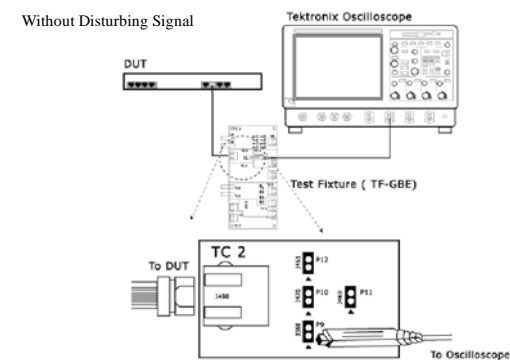 Without Disturbing Signal
Tektronix Oscilloscope
DUT
Test Fixture ( TF-GBE)
TC 2
To DUT
P12
P10
P11
P9
To Oscilloscope